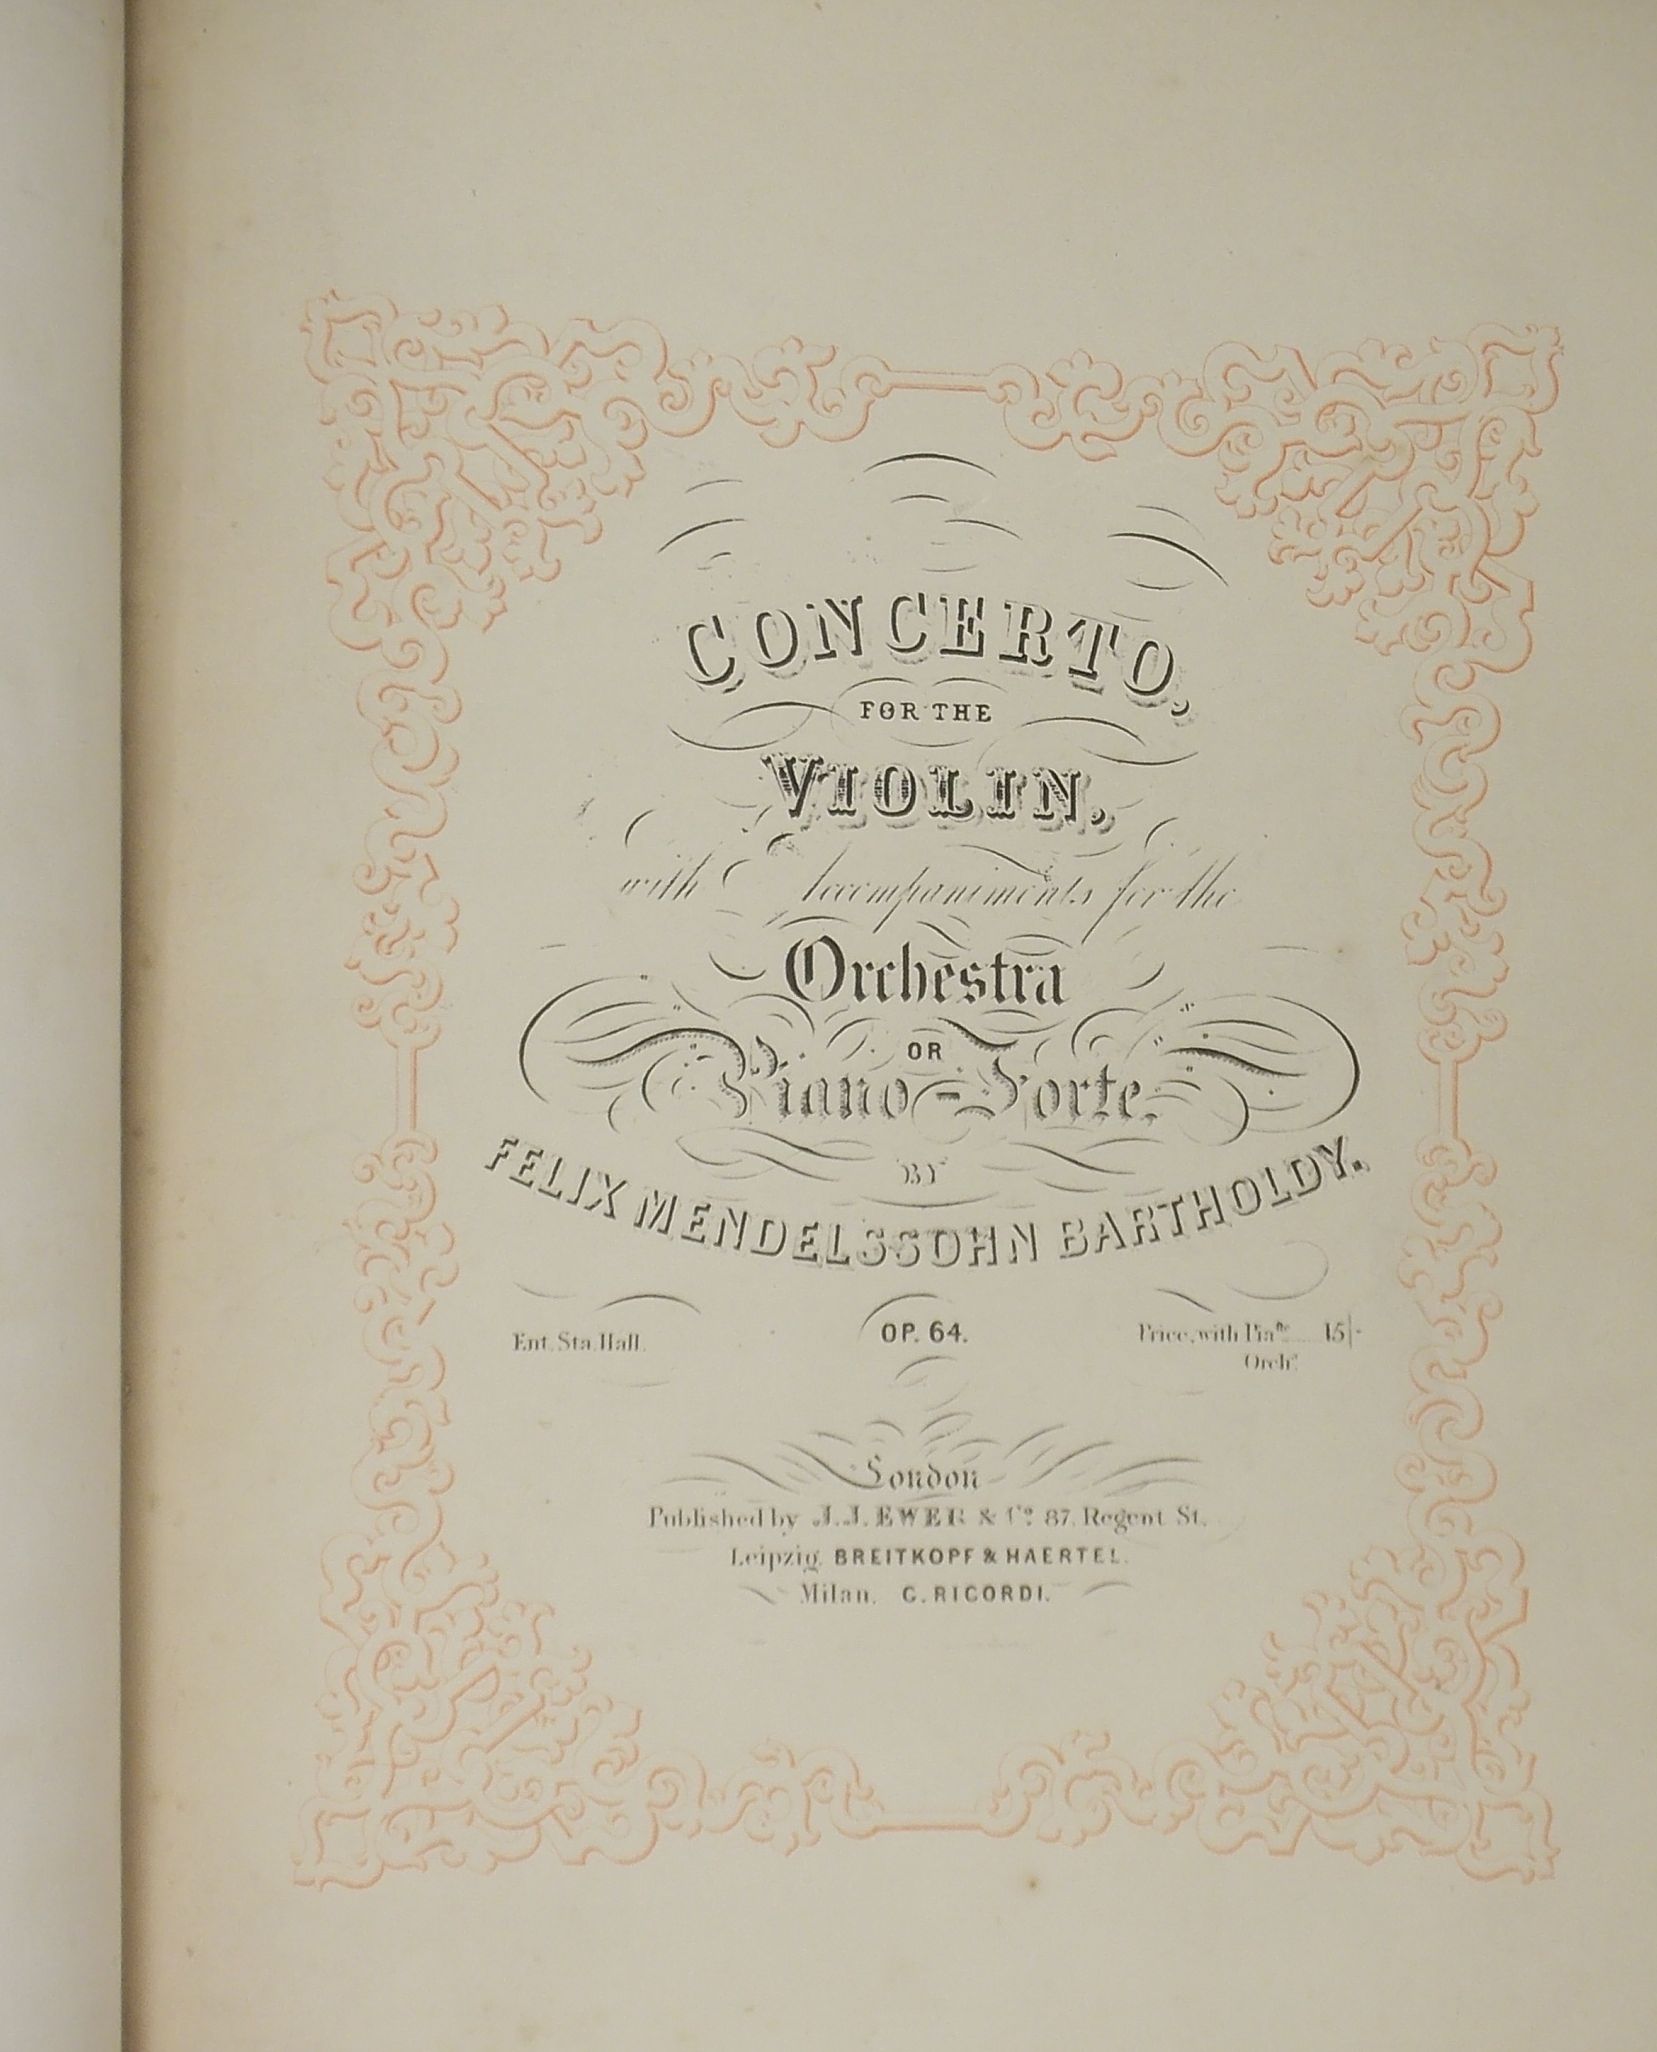 CONCERTO,
FOR THE
VIOLIN,
with Accompaniments for the
Orchestra
OR
Piano-Forte.
BY
FELIX MENDELSSOHN BARTHOLDY.
Ent. Sta. Hall.
OP. 64.
Price, with Pia.fte 15/-
Orch.
London
Published by J.J. EWER & Co. 87, Regent St.
Leipzig, BREITKOPF & HAERTEL.
Milan, C. RICORDI.